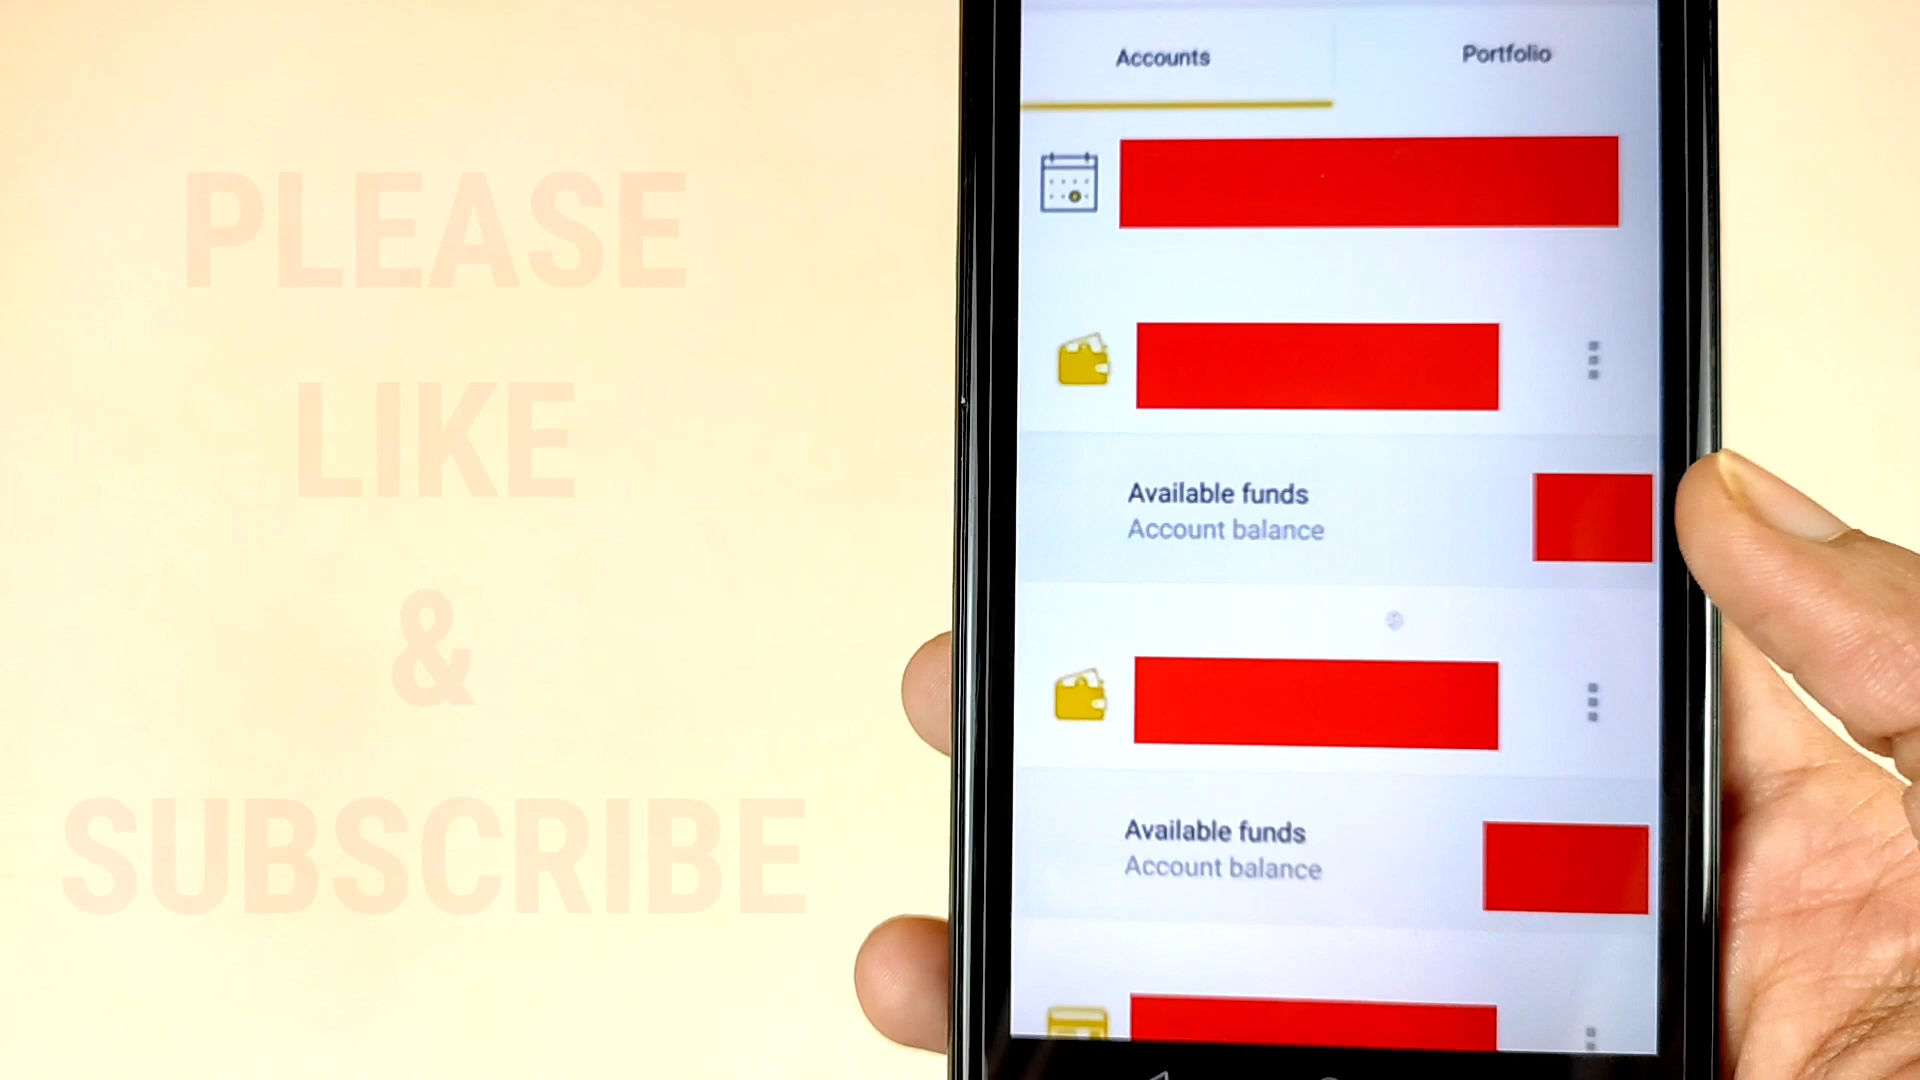 PLEASE
LIKE
&
SUBSCRIBE
Accounts
Portfolio
Available funds
Account balance
Available funds
Account balance